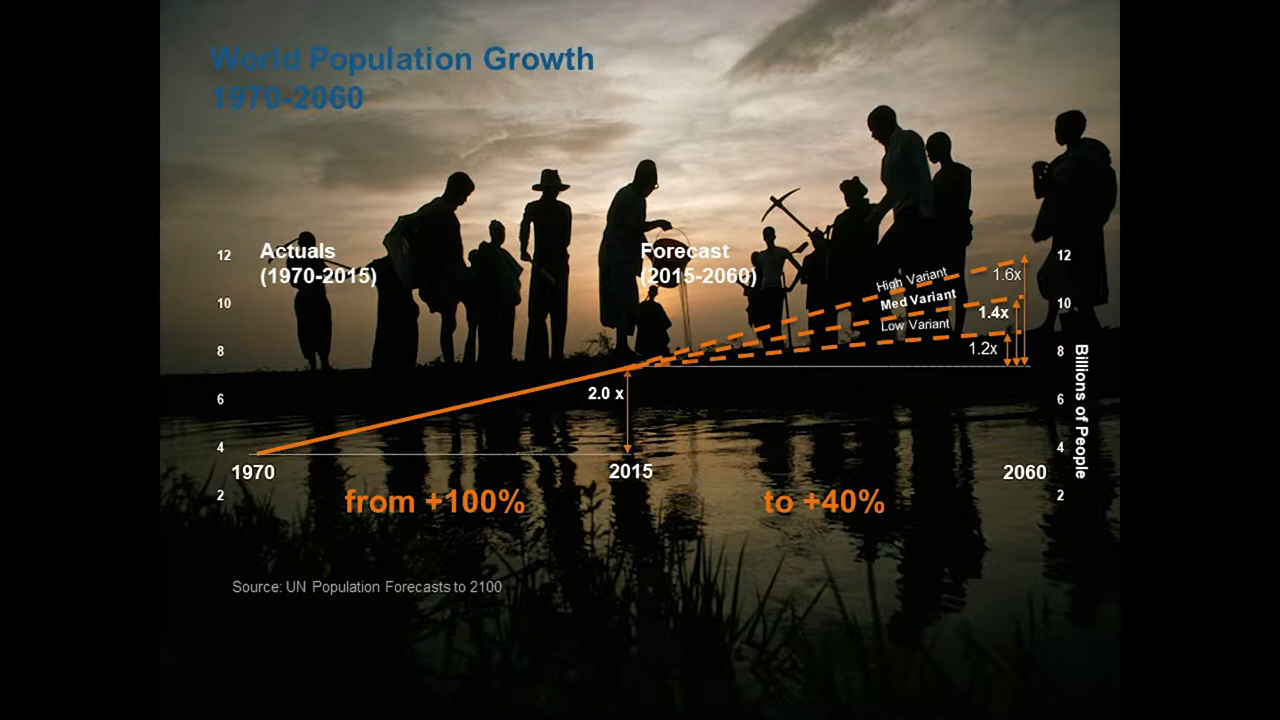 World Population Growth
1970-2060
Actuals
(1970-2015)
Forecast
(2015-2060)
12
10
8
6
4
2
High Variant
Med Variant
Low Variant
1.6x
1.4x
1.2x
2.0 x
12
10
8
6
4
2
Billions of People
1970
2015
2060
from +100%
to +40%
Source: UN Population Forecasts to 2100